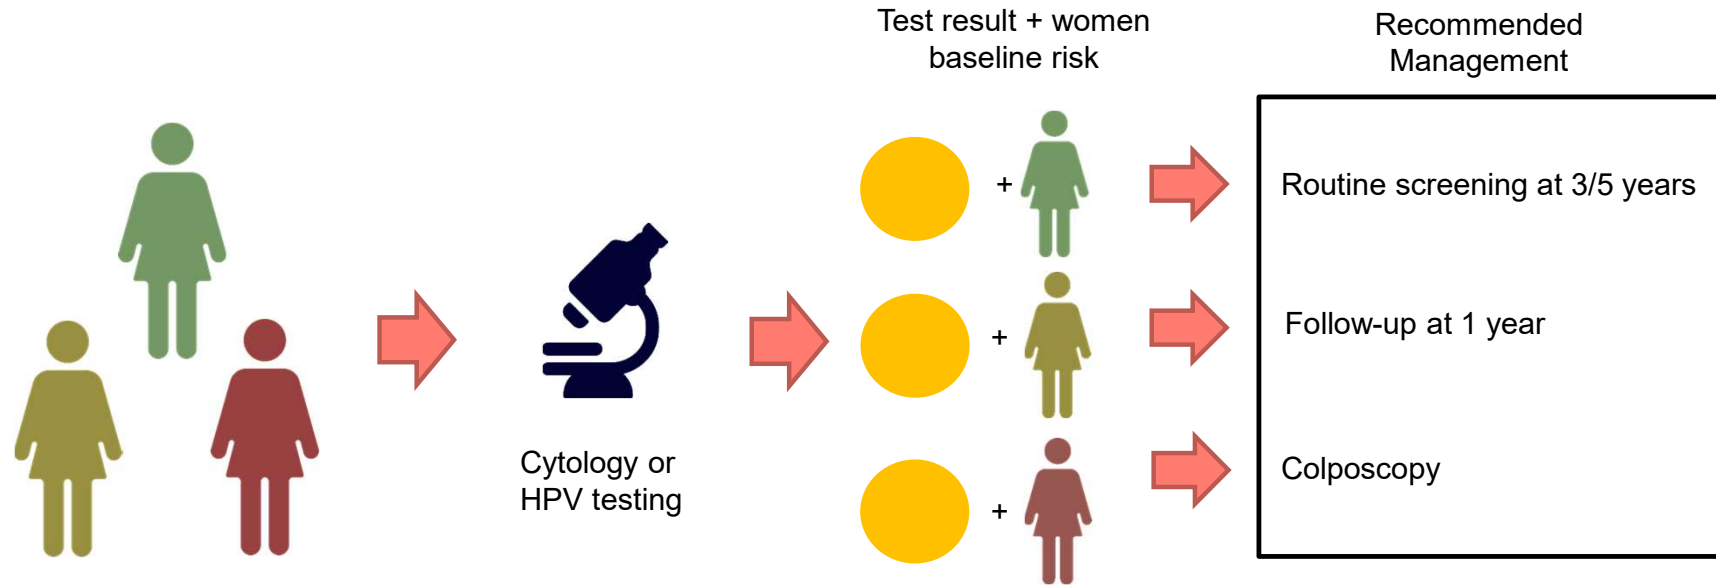 Test result + women
baseline risk
Recommended
Management
+
Routine screening at 3/5 years
+
Follow-up at 1 year
Cytology or
HPV testing
+
Colposcopy